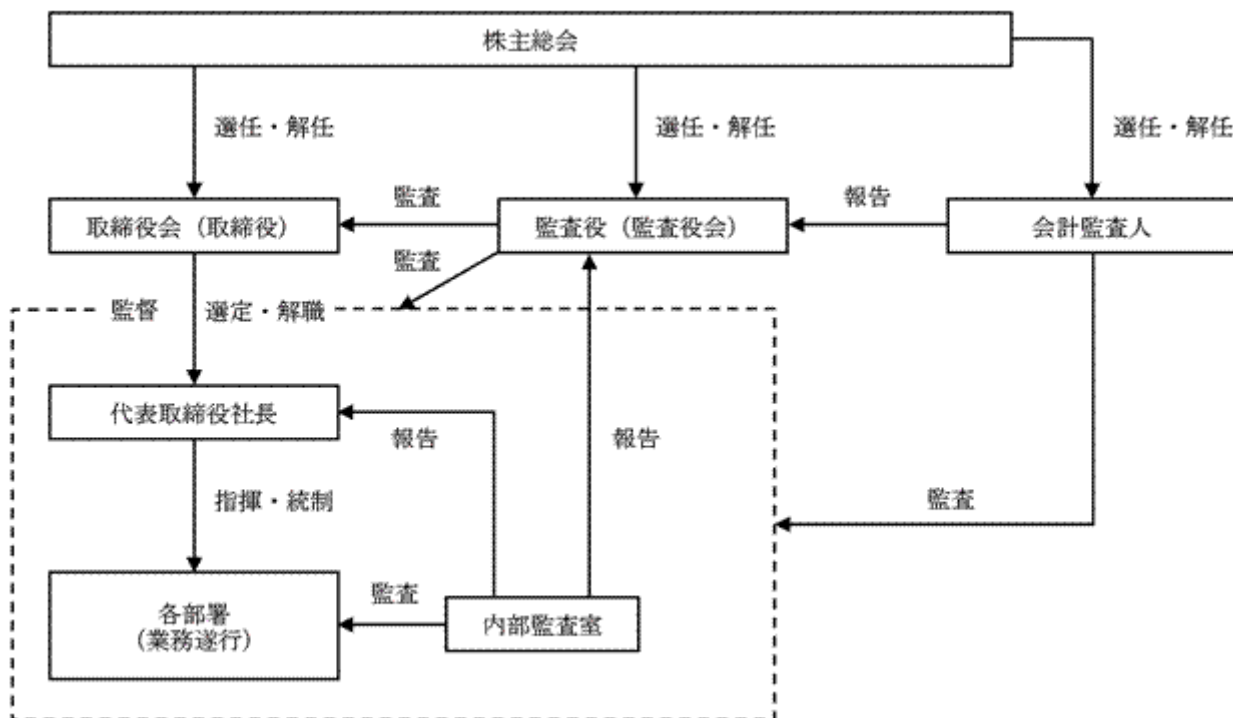 株主総会
選任・解任
選任・解任
選任・解任
監査
報告
取締役会（取締役）
監査役（監査役会）
会計監査人
監査
監督
選定・解職
代表取締役社長
報告
報告
指揮・統制
監査
監査
各部署
（業務遂行）
内部監査室